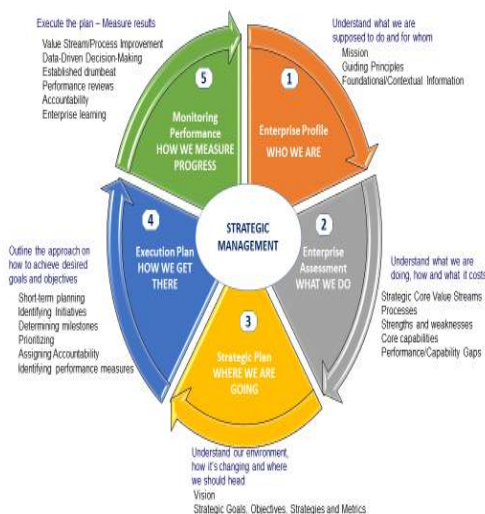 Execute the plan – Measure results
Value Stream/Process Improvement
Data-Driven Decision-Making
Established drumbeat
Performance reviews
Accountability
Enterprise learning
Understand what we are
supposed to do and for whom
Mission
Guiding Principles
Foundational/Contextual Information
5
Monitoring
Performance
HOW WE MEASURE
PROGRESS
1
Enterprise Profile
WHO WE ARE
STRATEGIC
MANAGEMENT
4
Execution Plan
HOW WE GET
THERE
2
Enterprise
Assessment
WHAT WE DO
3
Strategic Plan
WHERE WE ARE
GOING
Outline the approach on
how to achieve desired
goals and objectives
Short-term planning
Identifying Initiatives
Determining milestones
Prioritizing
Assigning Accountability
Identifying performance measures
Understand what we are
doing, how and what it costs
Strategic Core Value Streams
Processes
Strengths and weaknesses
Core capabilities
Performance/Capability Gaps
Understand our environment,
how it's changing and where
we should head
Vision
Strategic Goals, Objectives, Strategies and Metrics